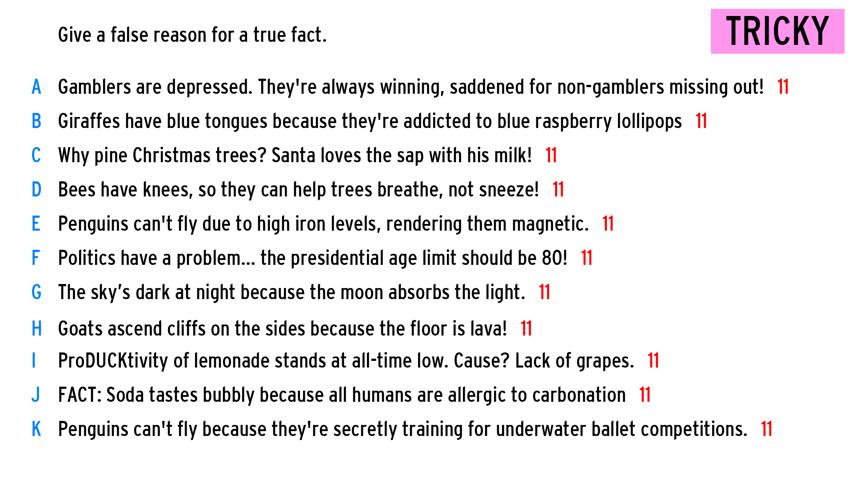 Give a false reason for a true fact.
TRICKY
A Gamblers are depressed. They're always winning, saddened for non-gamblers missing out! 11
B Giraffes have blue tongues because they're addicted to blue raspberry lollipops 11
C Why pine Christmas trees? Santa loves the sap with his milk! 11
D Bees have knees, so they can help trees breathe, not sneeze! 11
E Penguins can't fly due to high iron levels, rendering them magnetic. 11
F Politics have a problem... the presidential age limit should be 80! 11
G The sky’s dark at night because the moon absorbs the light. 11
H Goats ascend cliffs on the sides because the floor is lava! 11
I ProDUCKtivity of lemonade stands at all-time low. Cause? Lack of grapes. 11
J FACT: Soda tastes bubbly because all humans are allergic to carbonation 11
K Penguins can't fly because they're secretly training for underwater ballet competitions. 11